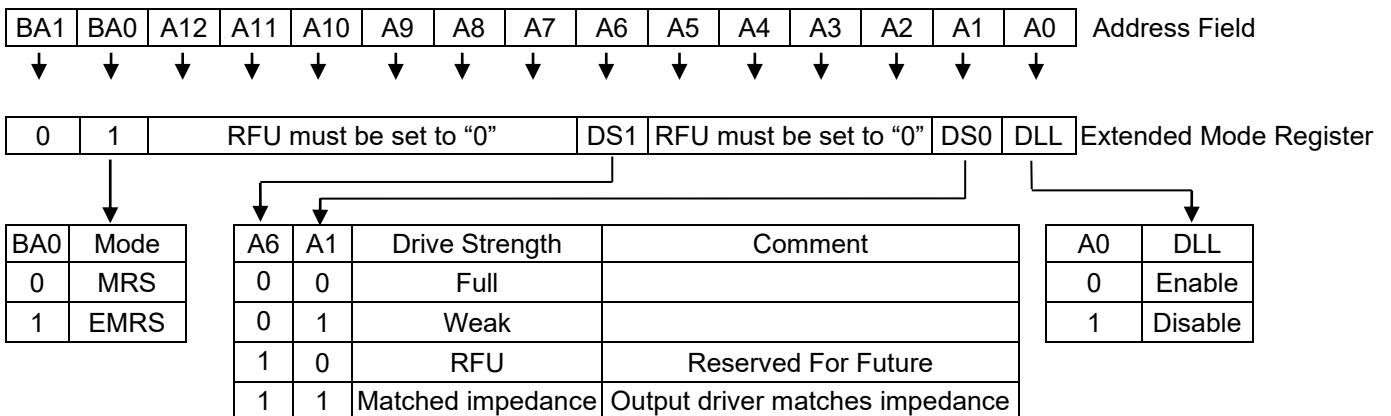 BA1 BA0 A12 A11 A10 A9 A8 A7 A6 A5 A4 A3 A2 A1 A0 Address Field
0 1 RFU must be set to “0” DS1 RFU must be set to “0” DS0 DLL Extended Mode Register
BA0 Mode
0 MRS
1 EMRS
A6 A1 Drive Strength Comment
0 0 Full
0 1 Weak
1 0 RFU Reserved For Future
1 1 Matched impedance Output driver matches impedance
A0 DLL
0 Enable
1 Disable